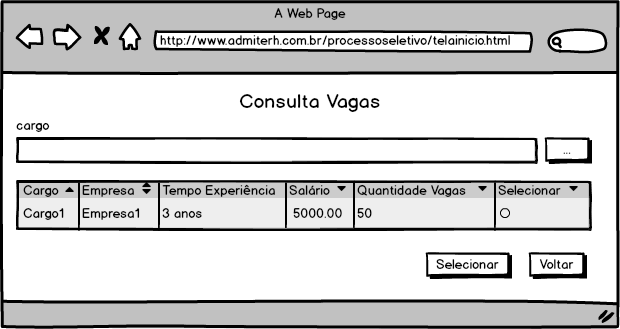 A Web Page
http://www.admiterh.com.br/processoseletivo/telainicio.html
Consulta Vagas
cargo
...
Cargo Empresa Tempo Experiência Salário Quantidade Vagas Selecionar
Cargo1 Empresa1 3 anos 5000.00 50
Selecionar Voltar